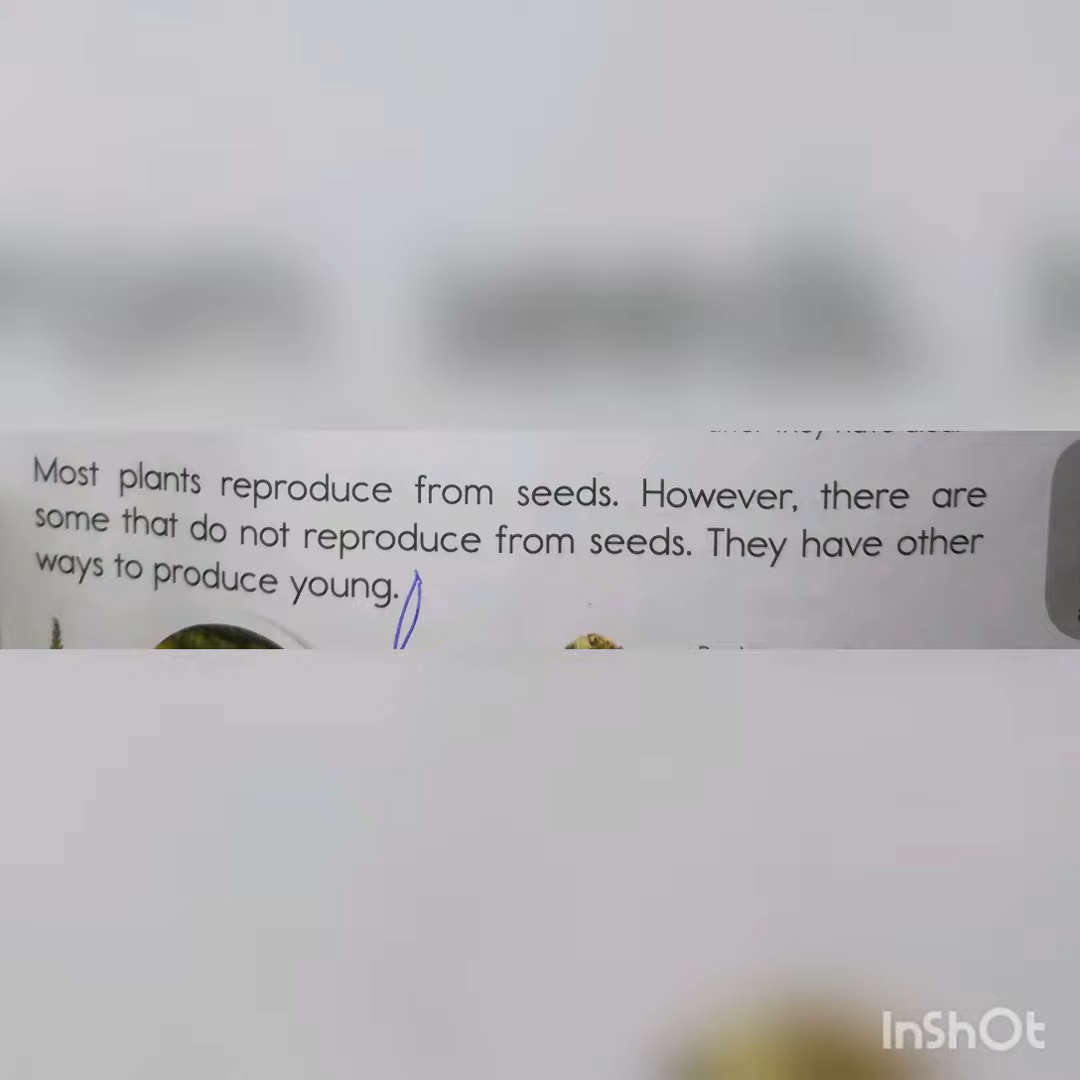 Most plants reproduce from seeds. However, there are
some that do not reproduce from seeds. They have other
ways to produce young.
InShOt